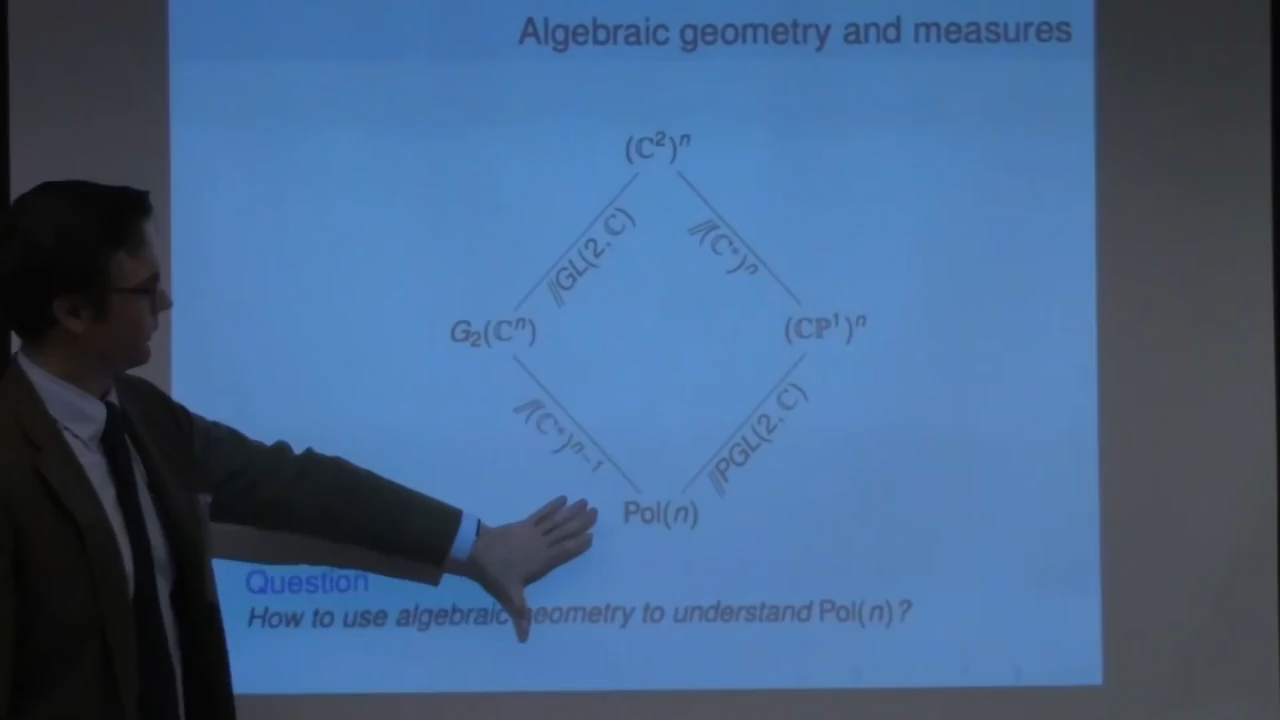 Algebraic geometry and measures
(ℂ²)ⁿ
//GL(2, ℂ)
//(ℂ*)ⁿ
G₂(ℂⁿ)
(ℂℙ¹)ⁿ
//(ℂ*)ⁿ⁻¹
//PGL(2, ℂ)
Pol(n)
Question
How to use algebraic geometry to understand Pol(n)?